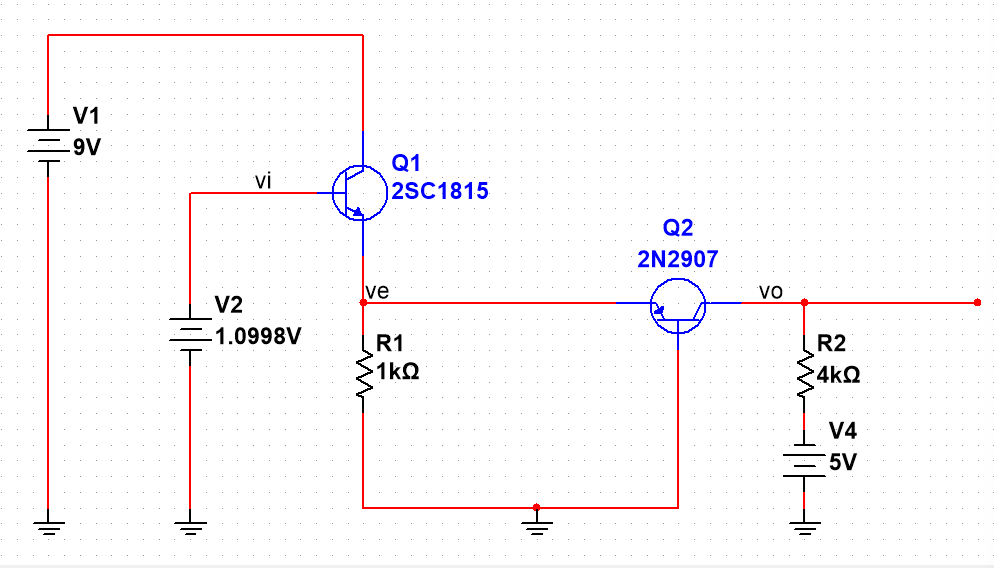 V1
9V
vi
Q1
2SC1815
Q2
2N2907
ve
vo
V2
1.0998V
R1
1kΩ
R2
4kΩ
V4
5V